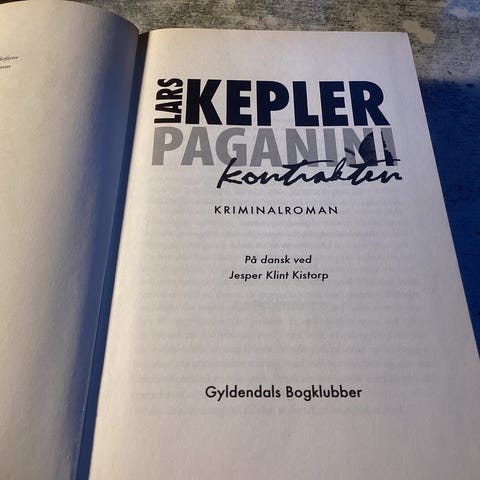 LARS
KEPLER
PAGANINI
kontrakten
KRIMINALROMAN
På dansk ved
Jesper Klint Kistorp
Gyldendals Bogklubber